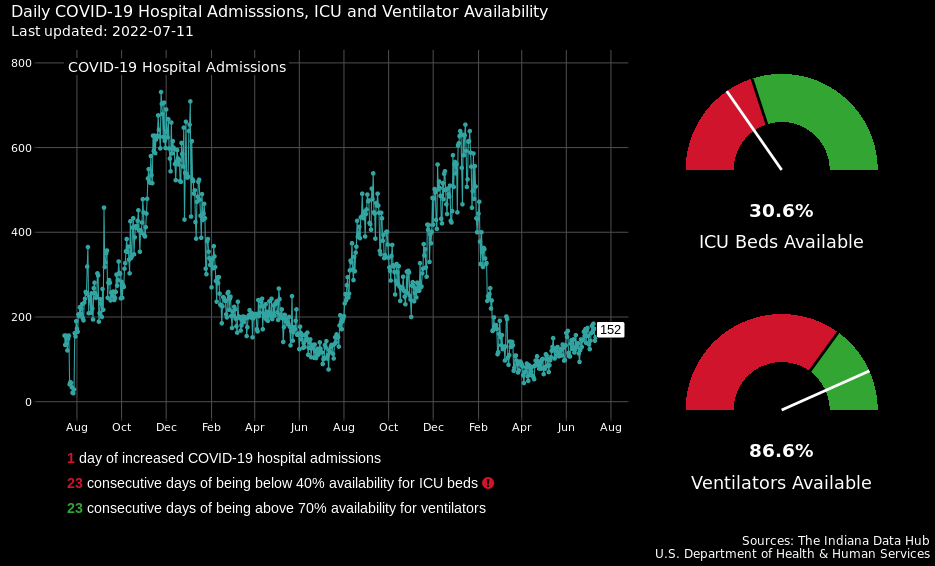 Daily COVID-19 Hospital Admisssions, ICU and Ventilator Availability
Last updated: 2022-07-11
COVID-19 Hospital Admissions
800
600
400
200
0
152
Aug Oct Dec Feb Apr Jun Aug Oct Dec Feb Apr Jun Aug
1 day of increased COVID-19 hospital admissions
23 consecutive days of being below 40% availability for ICU beds !
23 consecutive days of being above 70% availability for ventilators
30.6%
ICU Beds Available
86.6%
Ventilators Available
Sources: The Indiana Data Hub
U.S. Department of Health & Human Services